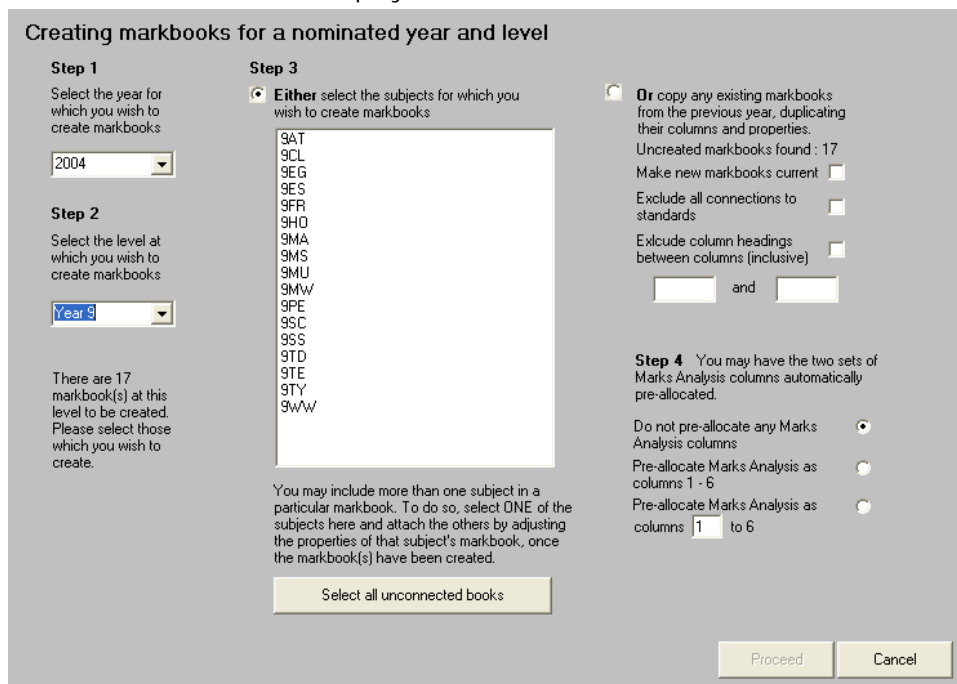 Creating markbooks for a nominated year and level
Step 1
Select the year for
which you wish to
create markbooks
2004
Step 2
Select the level at
which you wish to
create markbooks
Year 9
There are 17
markbook(s) at this
level to be created.
Please select those
which you wish to
create.
Step 3
Either select the subjects for which you
wish to create markbooks
9AT
9CL
9EG
9ES
9FR
9HO
9MA
9MS
9MU
9MW
9PE
9SC
9SS
9TD
9TE
9TY
9WW
You may include more than one subject in a
particular markbook. To do so, select ONE of the
subjects here and attach the others by adjusting
the properties of that subject's markbook, once
the markbook(s) have been created.
Select all unconnected books
Or copy any existing markbooks
from the previous year, duplicating
their columns and properties.
Uncreated markbooks found : 17
Make new markbooks current
Exclude all connections to
standards
Exlcude column headings
between columns (inclusive)
and
Step 4 You may have the two sets of
Marks Analysis columns automatically
pre-allocated.
Do not pre-allocate any Marks
Analysis columns
Pre-allocate Marks Analysis as
columns 1 - 6
Pre-allocate Marks Analysis as
columns 1 to 6
Proceed
Cancel